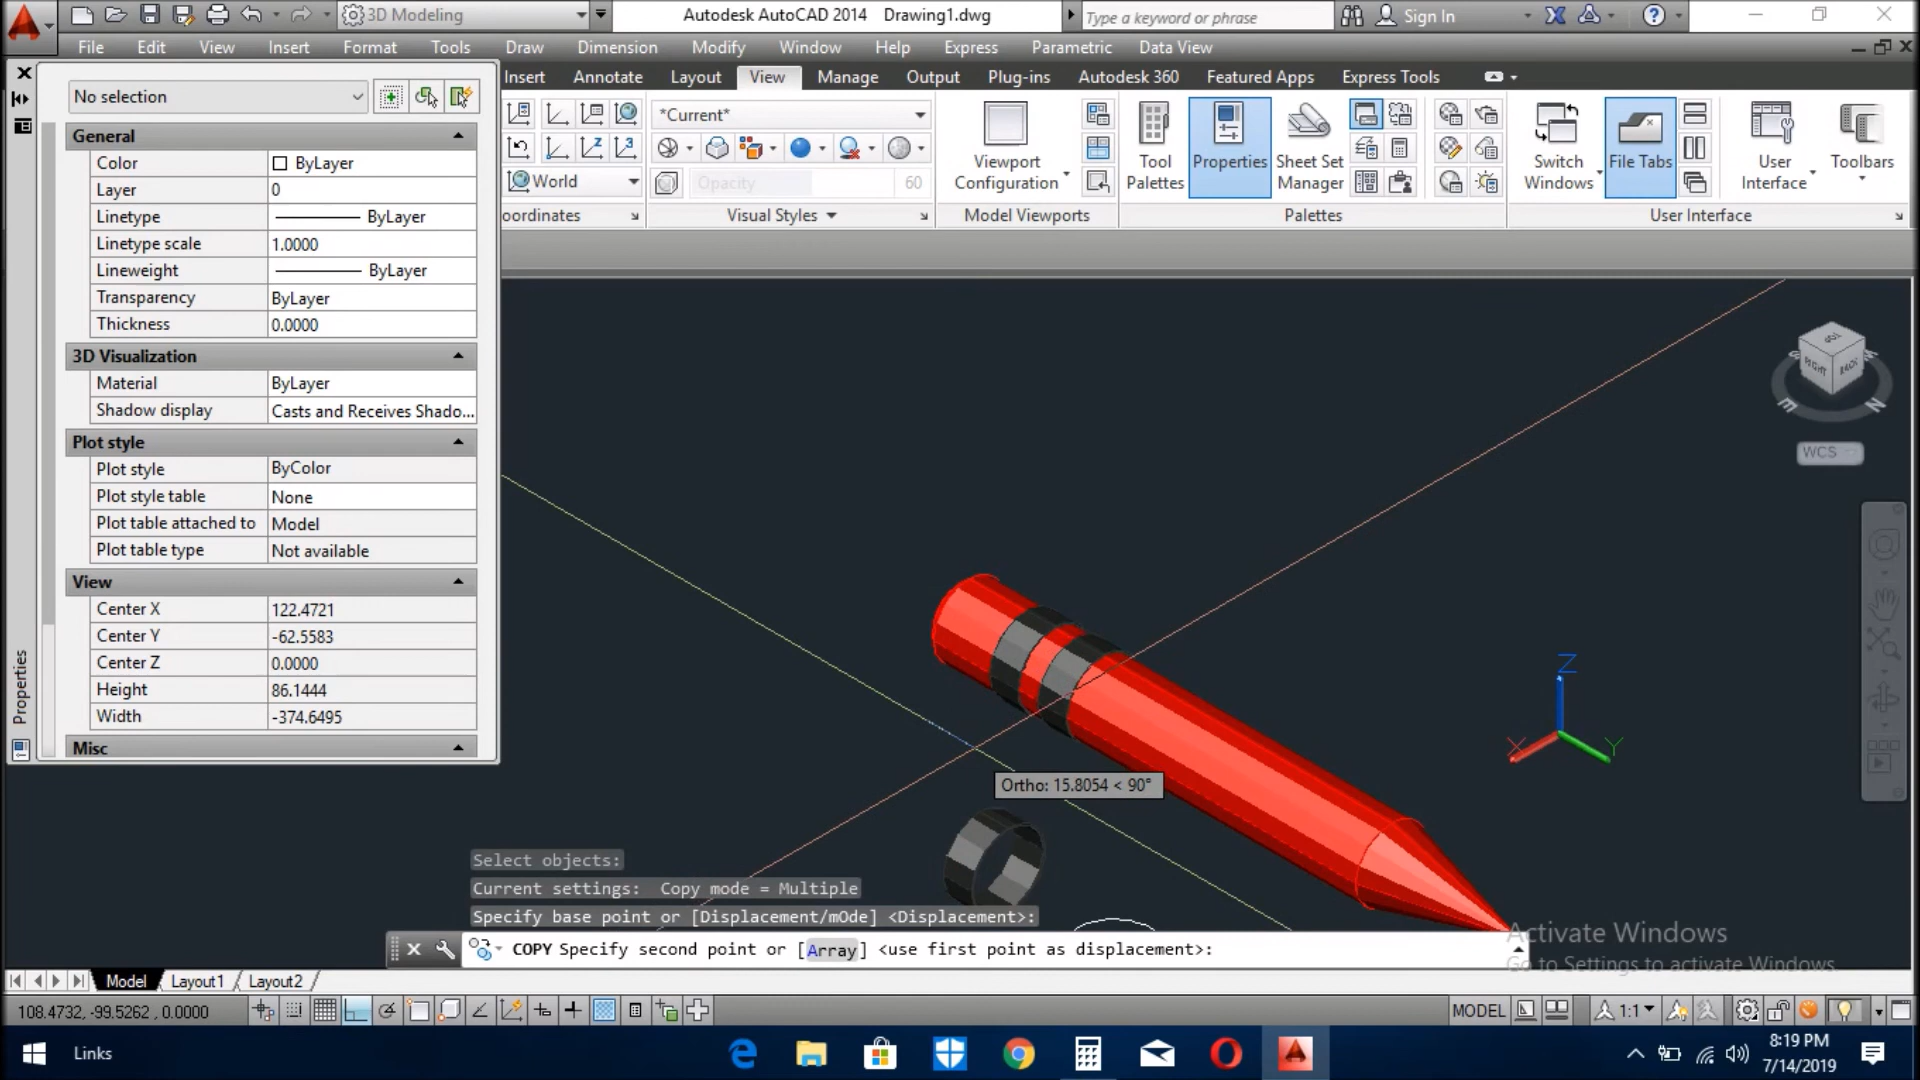 3D Modeling
Autodesk AutoCAD 2014 Drawing1.dwg
Type a keyword or phrase
Sign In
File Edit View Insert Format Tools Draw Dimension Modify Window Help Express Parametric Data View
Insert Annotate Layout View Manage Output Plug-ins Autodesk 360 Featured Apps Express Tools
No selection
General
Color ByLayer
Layer 0
Linetype ByLayer
Linetype scale 1.0000
Lineweight ByLayer
Transparency ByLayer
Thickness 0.0000
3D Visualization
Material ByLayer
Shadow display Casts and Receives Shado...
Plot style
Plot style ByColor
Plot style table None
Plot table attached to Model
Plot table type Not available
View
Center X 122.4721
Center Y -62.5583
Center Z 0.0000
Height 86.1444
Width -374.6495
Misc
Properties
World
oordinates
*Current*
Opacity 60
Visual Styles
Viewport
Configuration
Model Viewports
Tool
Palettes
Properties
Sheet Set
Manager
Palettes
Switch
Windows
File Tabs
User
Interface
Toolbars
User Interface
TOP
RIGHT
BACK
E
N
WCS
Z
X
Y
Ortho: 15.8054 < 90°
Select objects:
Current settings: Copy mode = Multiple
Specify base point or [Displacement/mOde] <Displacement>:
COPY Specify second point or [Array] <use first point as displacement>:
Activate Windows
Go to Settings to activate Windows.
Model Layout1 Layout2
108.4732, -99.5262 , 0.0000
MODEL
1:1
Links
8:19 PM
7/14/2019